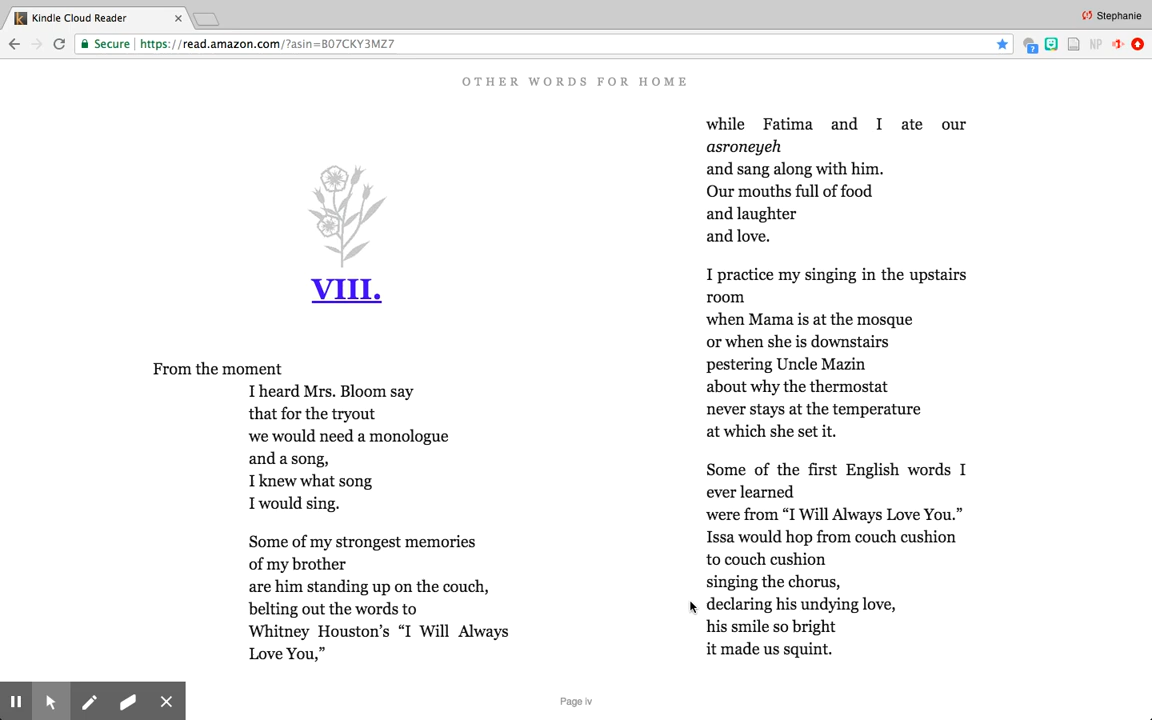 Kindle Cloud Reader
Stephanie
Secure
https://read.amazon.com/?asin=B07CKY3MZ7
7
NP
OTHER WORDS FOR HOME
VIII.
From the moment
I heard Mrs. Bloom say
that for the tryout
we would need a monologue
and a song,
I knew what song
I would sing.
Some of my strongest memories
of my brother
are him standing up on the couch,
belting out the words to
Whitney Houston’s “I Will Always
Love You,”
while Fatima and I ate our
asroneyeh
and sang along with him.
Our mouths full of food
and laughter
and love.
I practice my singing in the upstairs
room
when Mama is at the mosque
or when she is downstairs
pestering Uncle Mazin
about why the thermostat
never stays at the temperature
at which she set it.
Some of the first English words I
ever learned
were from “I Will Always Love You.”
Issa would hop from couch cushion
to couch cushion
singing the chorus,
declaring his undying love,
his smile so bright
it made us squint.
Page iv